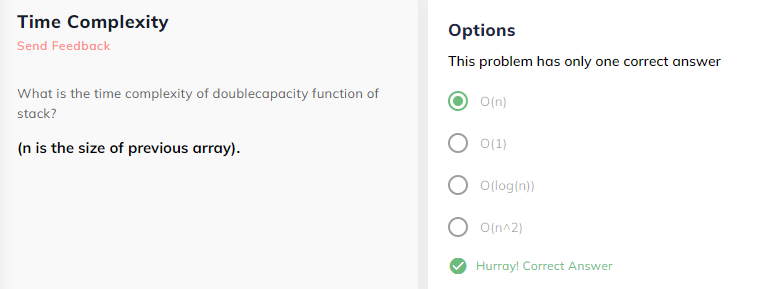 Time Complexity
Send Feedback
What is the time complexity of doublecapacity function of
stack?
(n is the size of previous array).
Options
This problem has only one correct answer
O(n)
O(1)
O(log(n))
O(n^2)
Hurray! Correct Answer